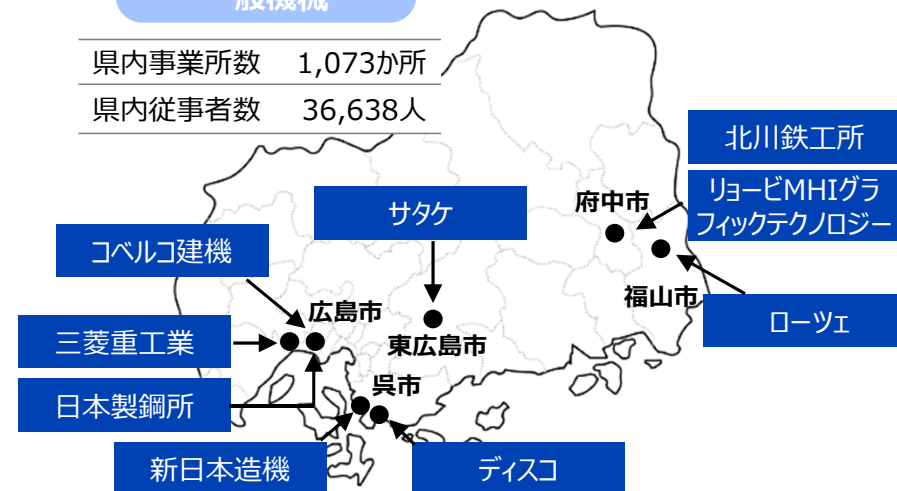 般機械
県内事業所数 1,073か所
県内従事者数 36,638人
北川鉄工所
リョービMHIグラ
フィックテクノロジー
府中市
サタケ
コベルコ建機
福山市
広島市
ローツェ
三菱重工業
東広島市
呉市
日本製鋼所
新日本造機
ディスコ